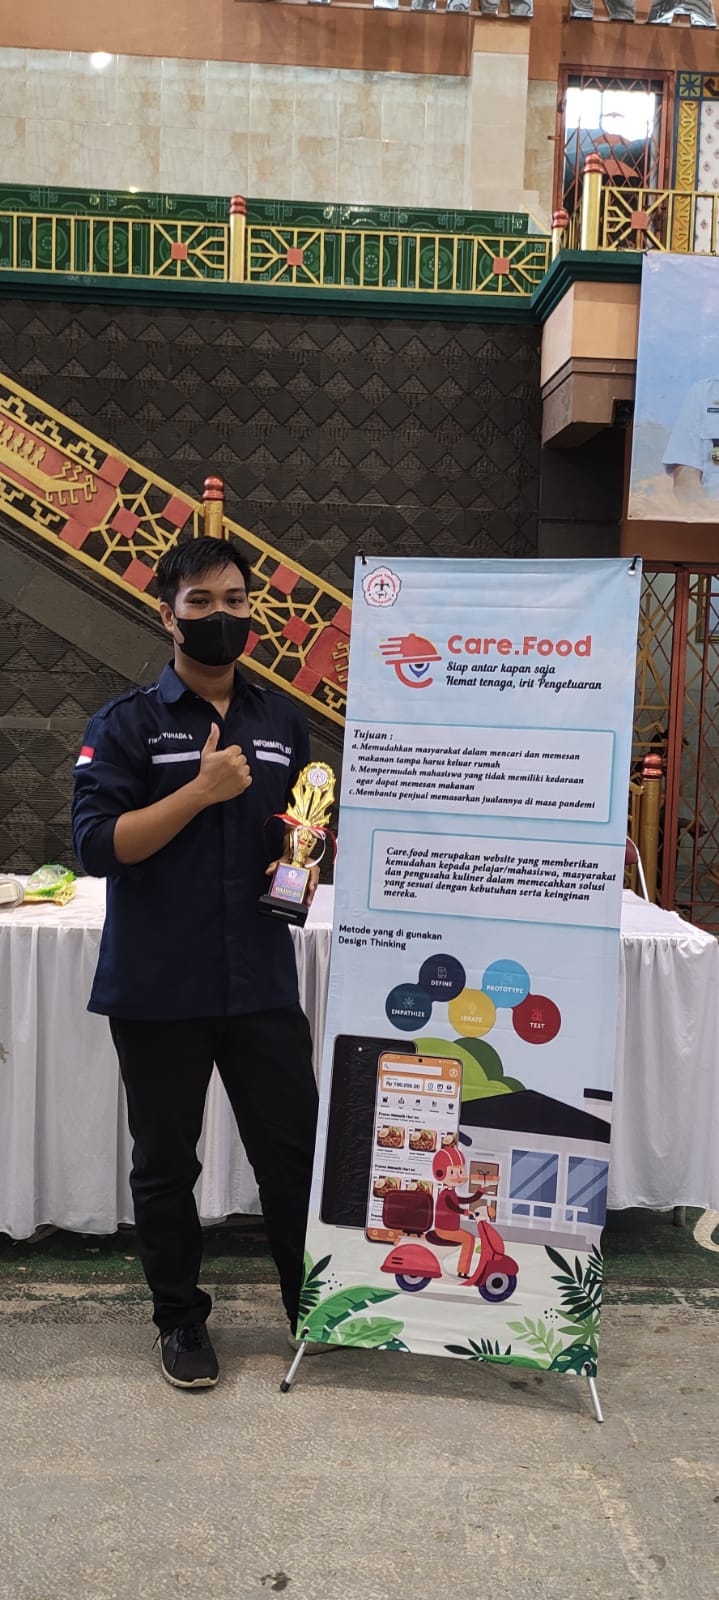 Care.Food
Siap antar kapan saja
Hemat tenaga, irit Pengeluaran
Tujuan :
a. Memudahkan masyarakat dalam mencari dan memesan
makanan tampa harus keluar rumah
b. Mempermudah mahasiswa yang tidak memiliki kedaraan
agar dapat memesan makanan
c.Membantu penjual memasarkan jualannya di masa pandemi
Care.food merupakan website yang memberikan
kemudahan kepada pelajar/mahasiswa, masyarakat
dan pengusaha kuliner dalam memecahkan solusi
yang sesuai dengan kebutuhan serta keinginan
mereka.
Metode yang di gunakan
Design Thinking
DEFINE
PROTOTYPE
EMPATHIZE
IDEATE
TEST
YUHADA